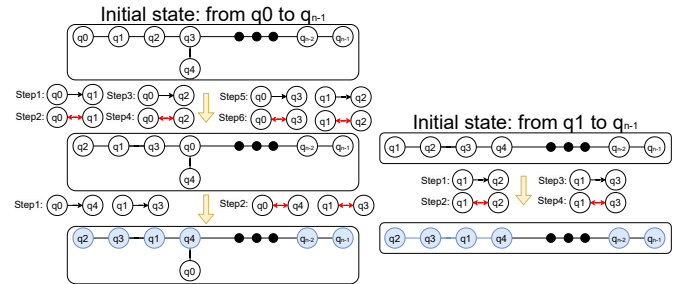 Initial state: from q0 to qn-1
q0 q1 q2 q3 qn-2 qn-1
q4
Step1: q0 q1 Step3: q0 q2 Step5: q0 q3 q1 q2
Step2: q0 q1 Step4: q0 q2 Step6: q0 q3 q1 q2
q2 q1 q3 q0 qn-2 qn-1
q4
Step1: q0 q4 q1 q3 Step2: q0 q4 q1 q3
q2 q3 q1 q4 qn-2 qn-1
q0
Initial state: from q1 to qn-1
q1 q2 q3 q4 qn-2 qn-1
Step1: q1 q2 Step3: q1 q3
Step2: q1 q2 Step4: q1 q3
q2 q3 q1 q4 qn-2 qn-1